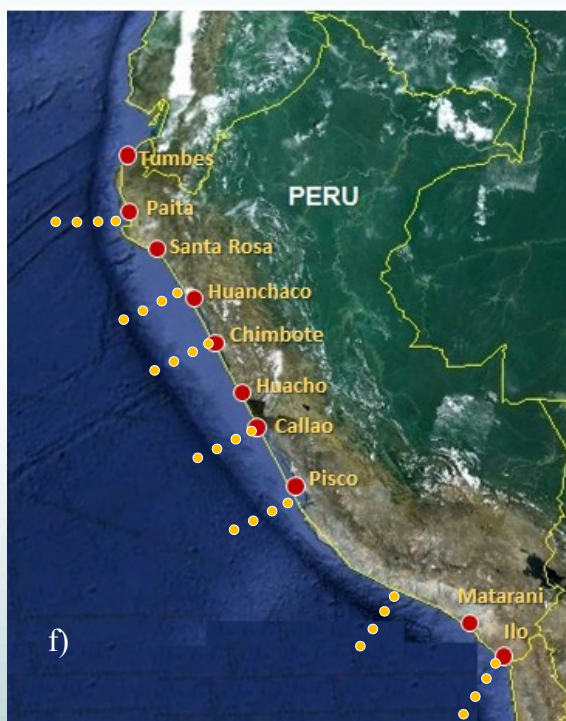 Tumbes
Paita
PERU
Santa Rosa
Huanchaco
Chimbote
Huacho
Callao
Pisco
Matarani
Ilo
f)